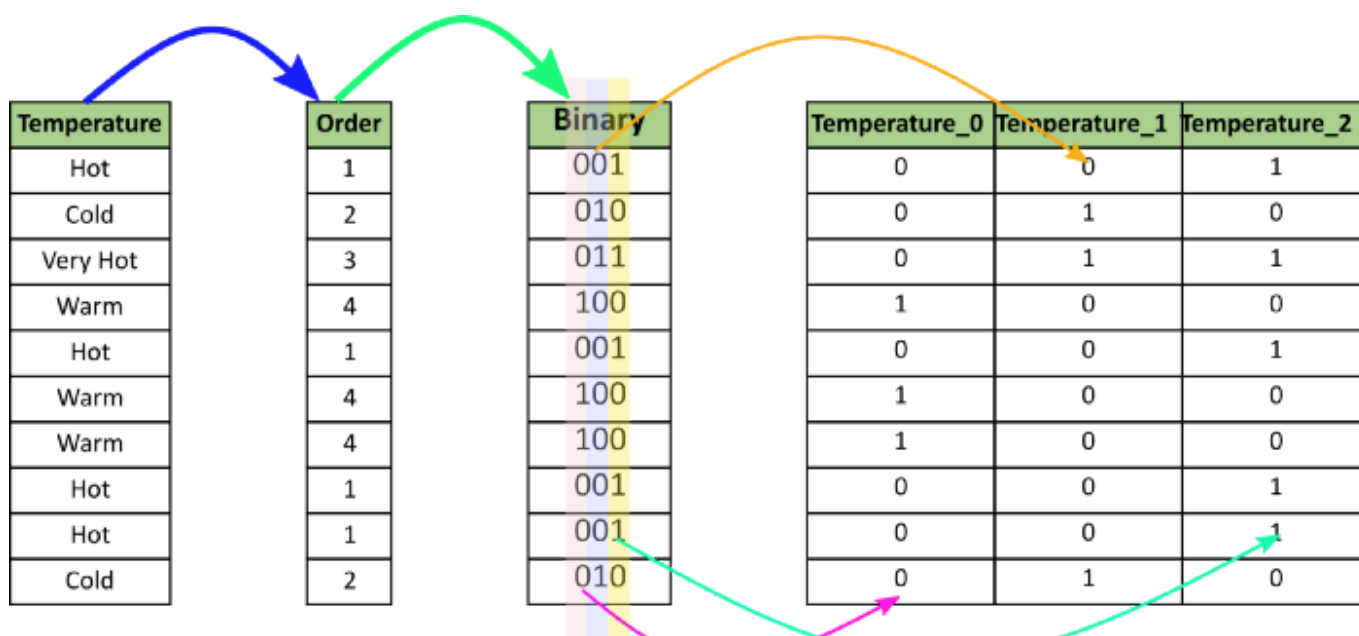 Temperature Order Binary Temperature_0 Temperature_1 Temperature_2
Hot 1 001 0 0 1
Cold 2 010 0 1 0
Very Hot 3 011 0 1 1
Warm 4 100 1 0 0
Hot 1 001 0 0 1
Warm 4 100 1 0 0
Warm 4 100 1 0 0
Hot 1 001 0 0 1
Hot 1 001 0 0 1
Cold 2 010 0 1 0